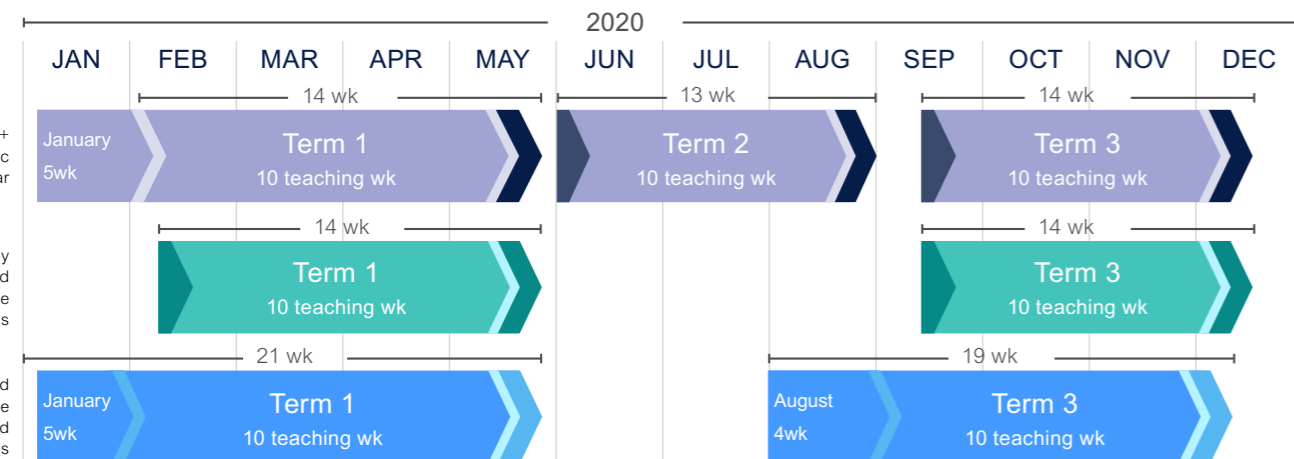 2020
JAN FEB MAR APR MAY JUN JUL AUG SEP OCT NOV DEC
14 wk 13 wk 14 wk
+
c
ar
January
5wk
Term 1
10 teaching wk
Term 2
10 teaching wk
Term 3
10 teaching wk
14 wk 14 wk
y
d
e
s
Term 1
10 teaching wk
Term 3
10 teaching wk
21 wk 19 wk
d
e
d
s
January
5wk
Term 1
10 teaching wk
August
4wk
Term 3
10 teaching wk